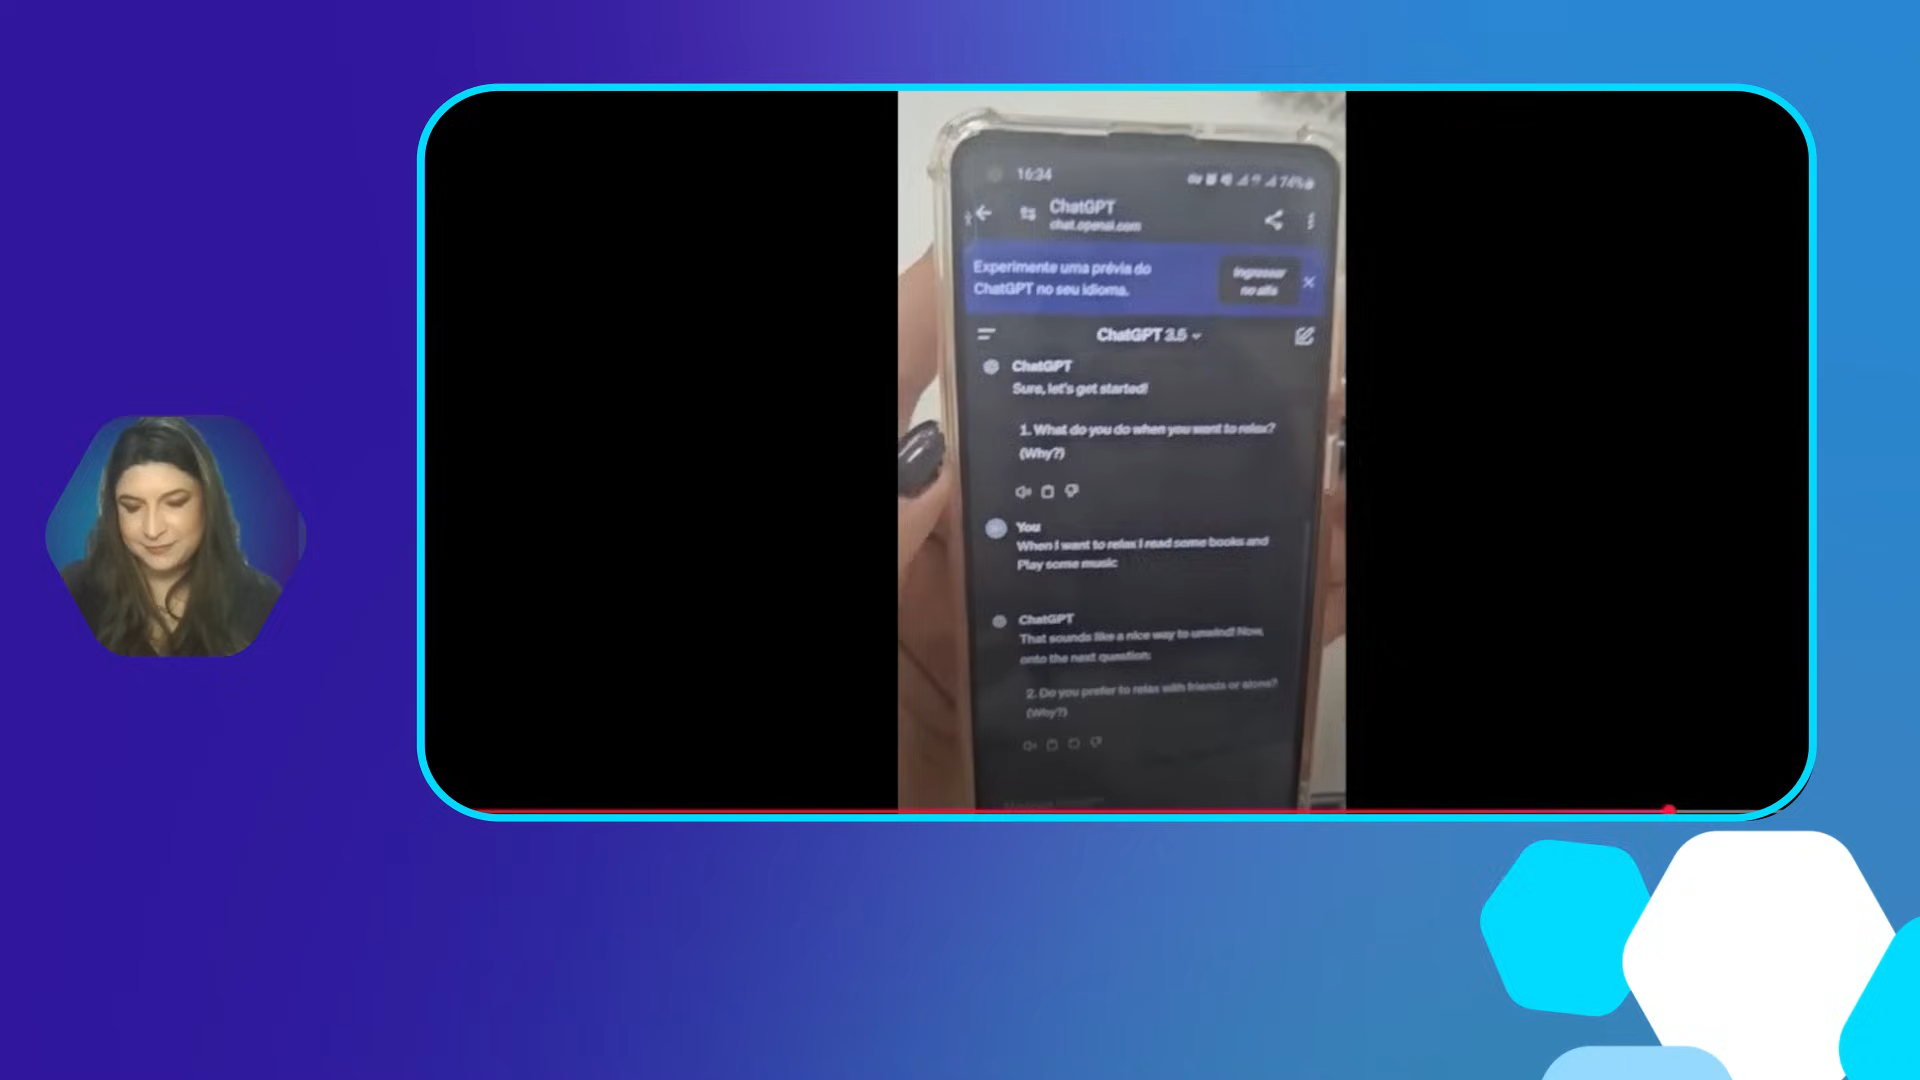 16:34
74%
ChatGPT
chat.openai.com
Experimente uma prévia do
ChatGPT no seu idioma.
Ingressar
no alfa
ChatGPT 3.5
ChatGPT
Sure, let's get started!
1. What do you do when you want to relax?
(Why?)
You
When I want to relax I read some books and
Play some music
ChatGPT
That sounds like a nice way to unwind! Now,
onto the next question:
2. Do you prefer to relax with friends or alone?
(Why?)